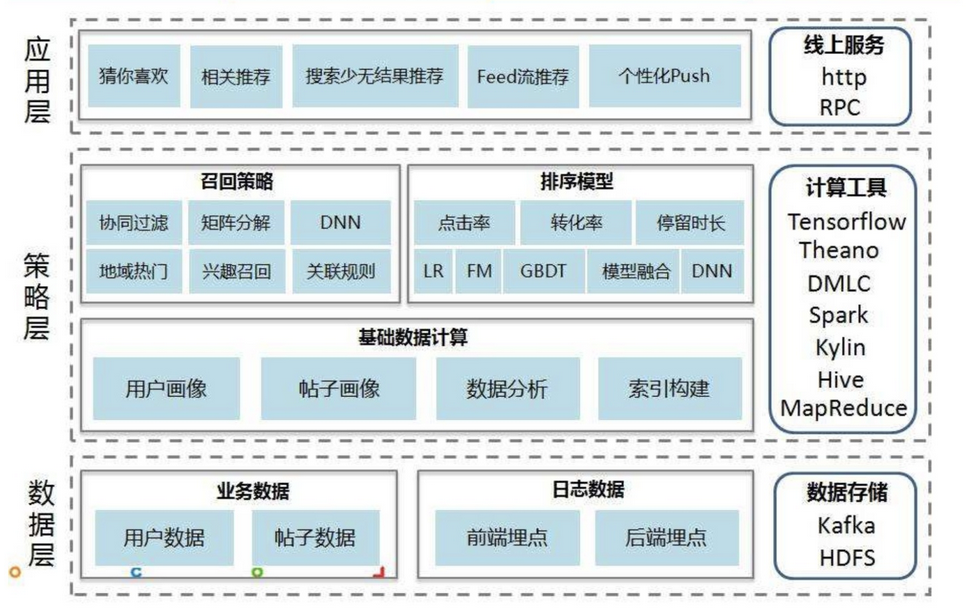 应用层
猜你喜欢
相关推荐
搜索少无结果推荐
Feed流推荐
个性化Push
线上服务
http
RPC
策略层
召回策略
协同过滤
矩阵分解
DNN
地域热门
兴趣召回
关联规则
排序模型
点击率
转化率
停留时长
LR
FM
GBDT
模型融合
DNN
基础数据计算
用户画像
帖子画像
数据分析
索引构建
计算工具
Tensorflow
Theano
DMLC
Spark
Kylin
Hive
MapReduce
数据层
业务数据
用户数据
帖子数据
日志数据
前端埋点
后端埋点
数据存储
Kafka
HDFS